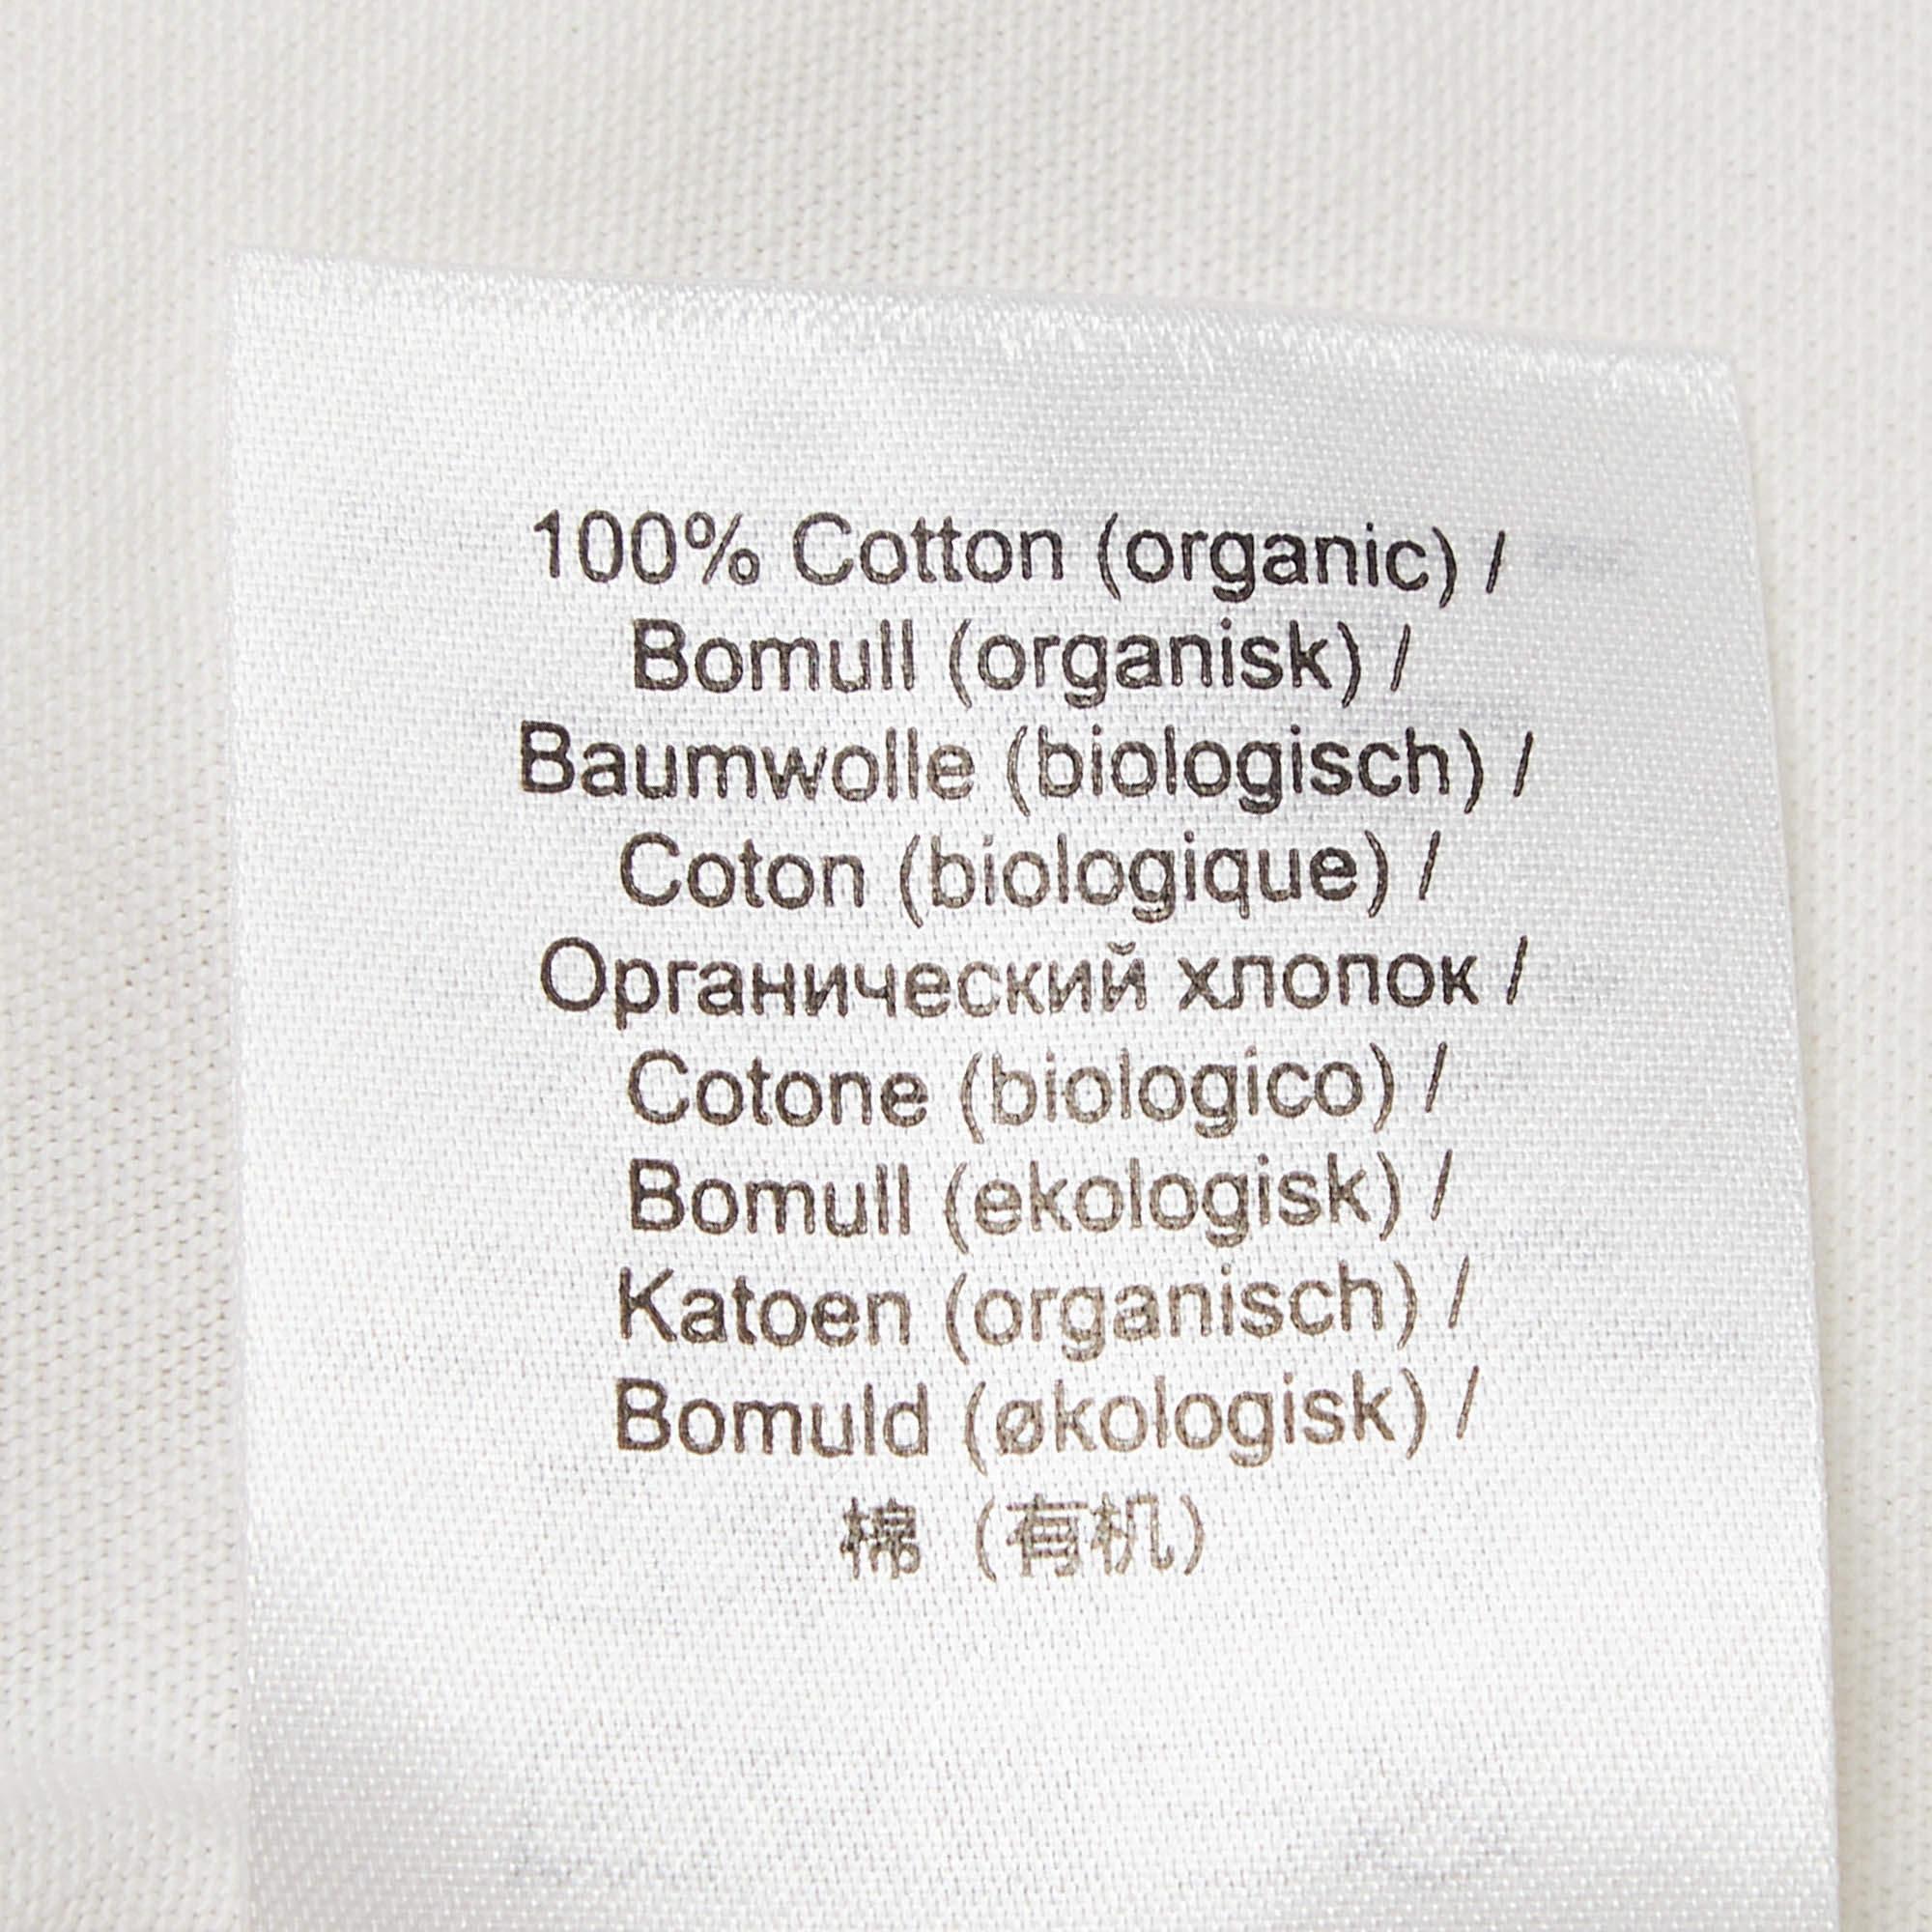 100% Cotton (organic) /
Bomull (organisk) /
Baumwolle (biologisch) /
Coton (biologique) /
Органический хлопок /
Cotone (biologico) /
Bomull (ekologisk) /
Katoen (organisch) /
Bomuld (økologisk) /
棉（有机）